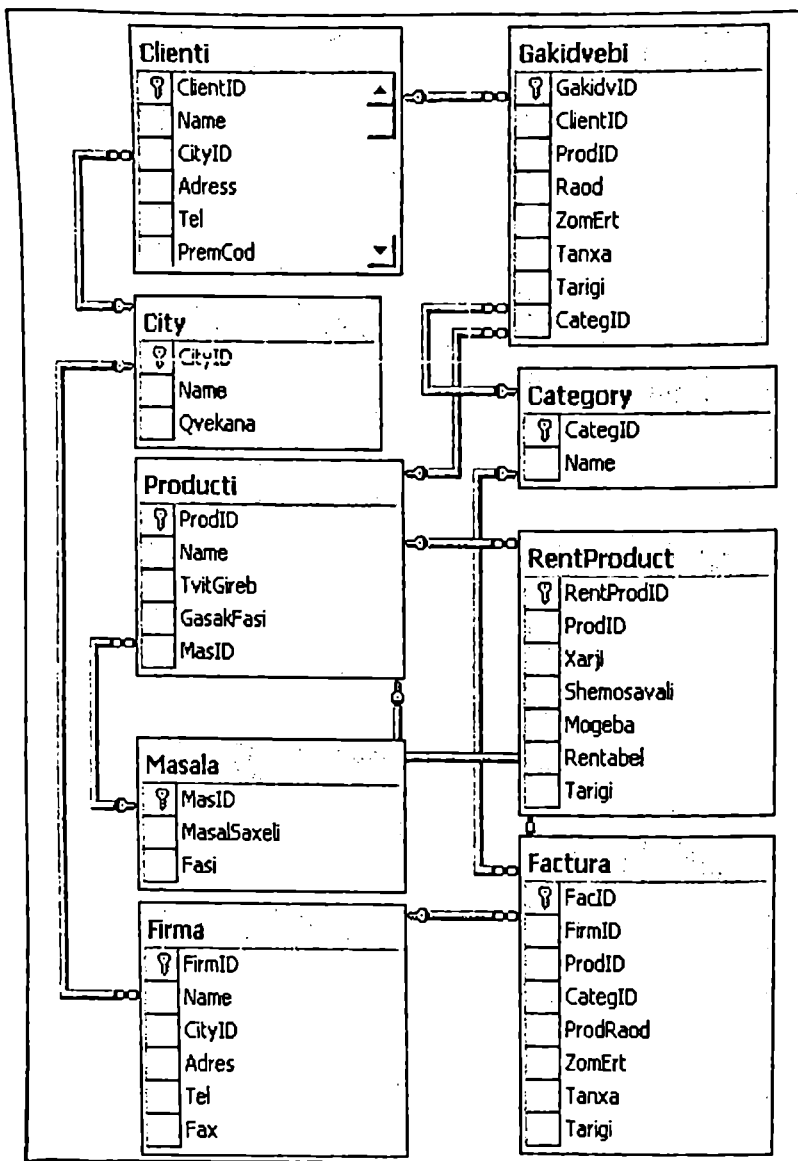 Clienti
ClientID
Name
CityID
Adress
Tel
PremCod
Gakidvebi
GakidvID
ClientID
ProdID
Raod
ZomErt
Tanxa
Tarigi
CategID
City
CityID
Name
Qvekana
Category
CategID
Name
Producti
ProdID
Name
TvitGireb
GasakFasi
MasID
RentProduct
RentProdID
ProdID
Xarji
Shemosavali
Mogeba
Rentabel
Tarigi
Masala
MasID
MasalSaxeli
Fasi
Factura
FacID
FirmID
ProdID
CategID
ProdRaod
ZomErt
Tanxa
Tarigi
Firma
FirmID
Name
CityID
Adres
Tel
Fax